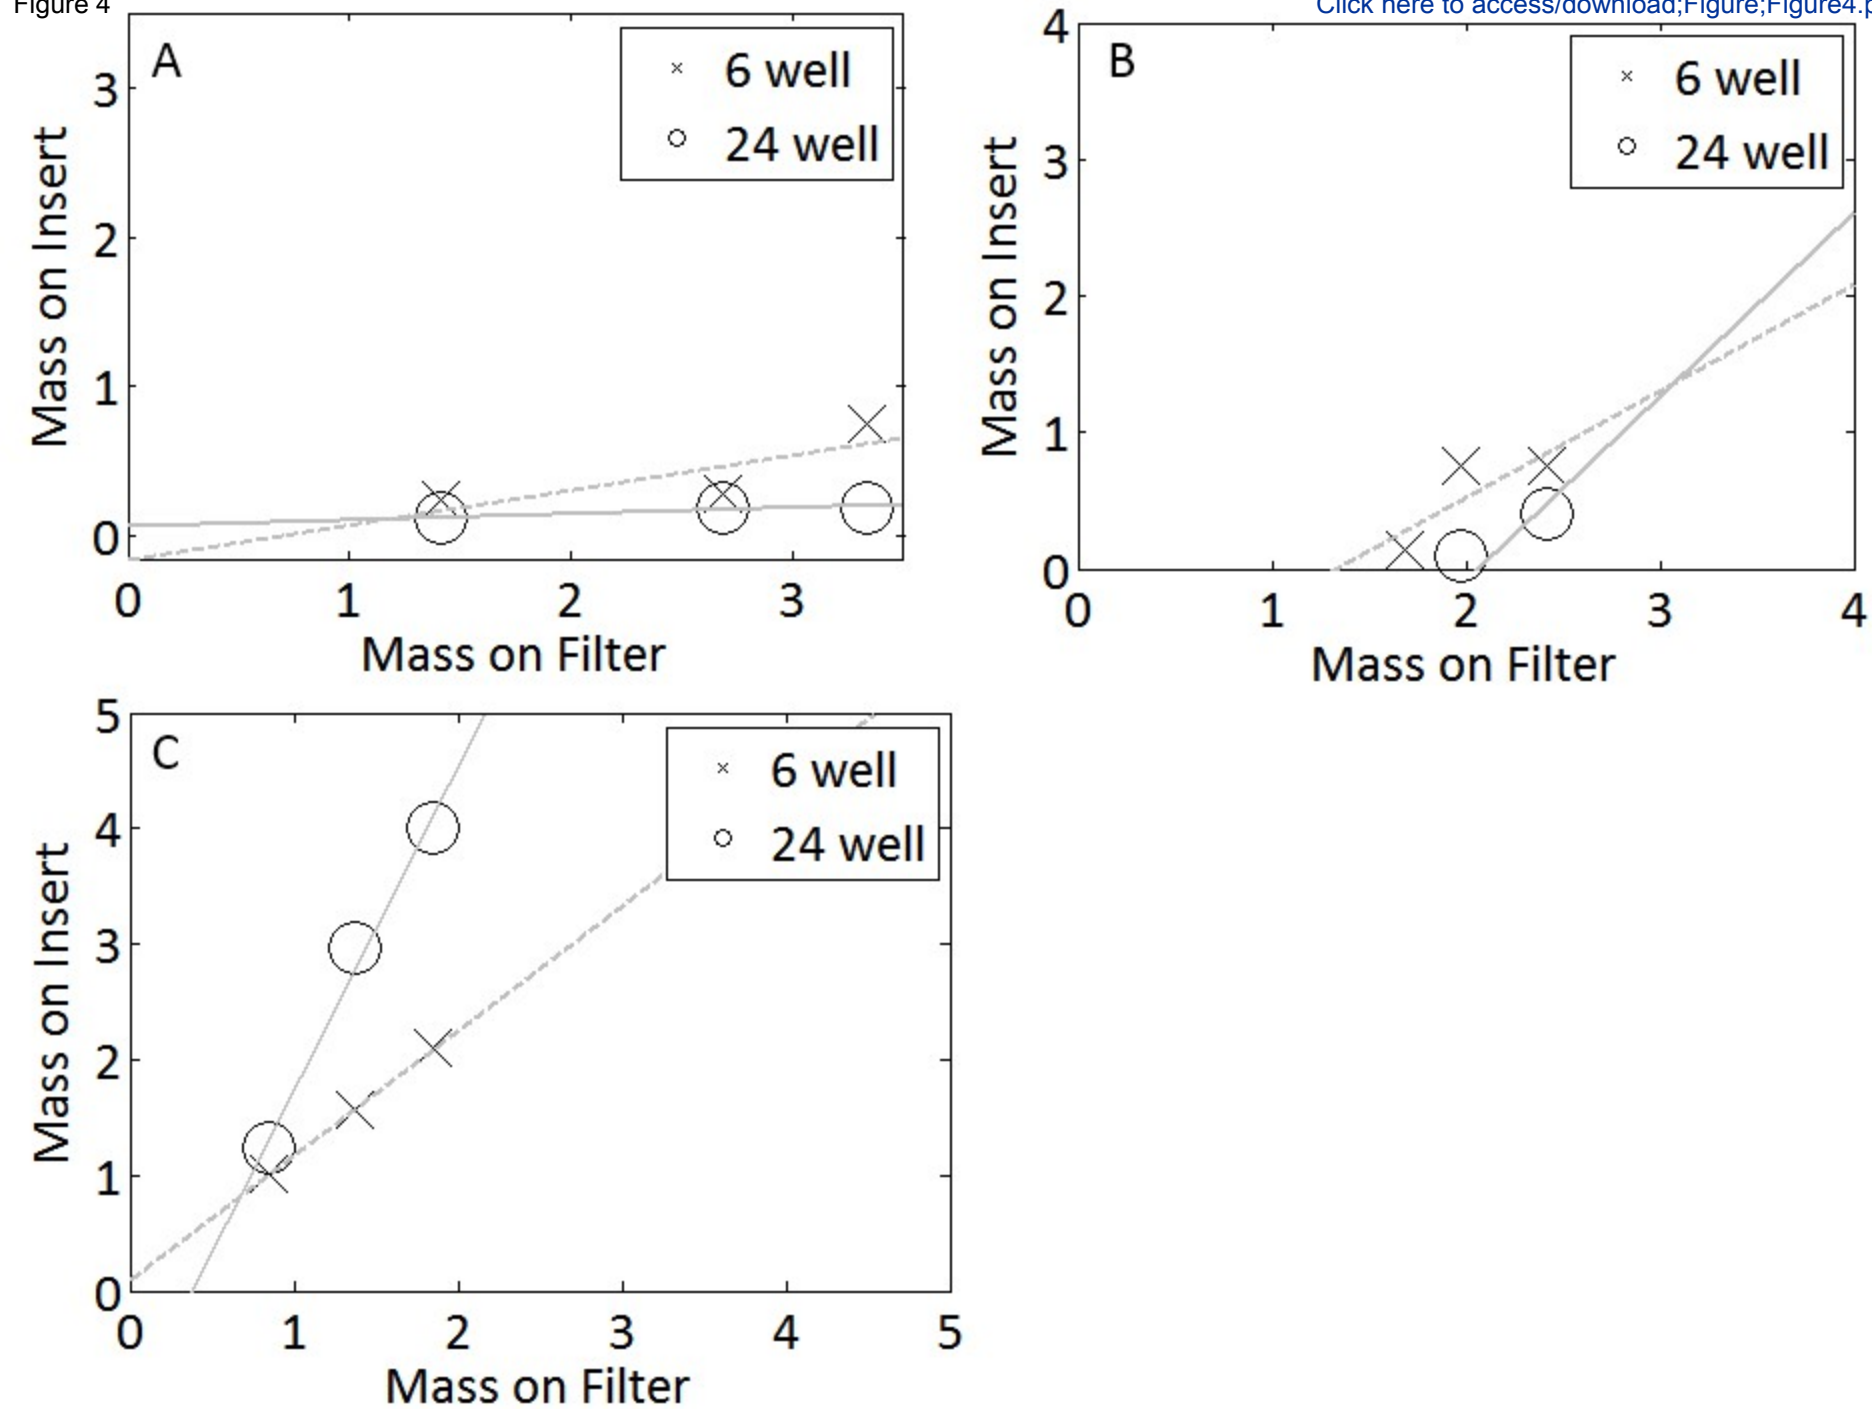 Figure 4
Click here to access/download;Figure;Figure4.p
A
6 well
24 well
3
2
1
0
0 1 2 3
Mass on Insert
Mass on Filter
B
6 well
24 well
4
3
2
1
0
0 1 2 3 4
Mass on Insert
Mass on Filter
C
6 well
24 well
5
4
3
2
1
0
0 1 2 3 4 5
Mass on Insert
Mass on Filter